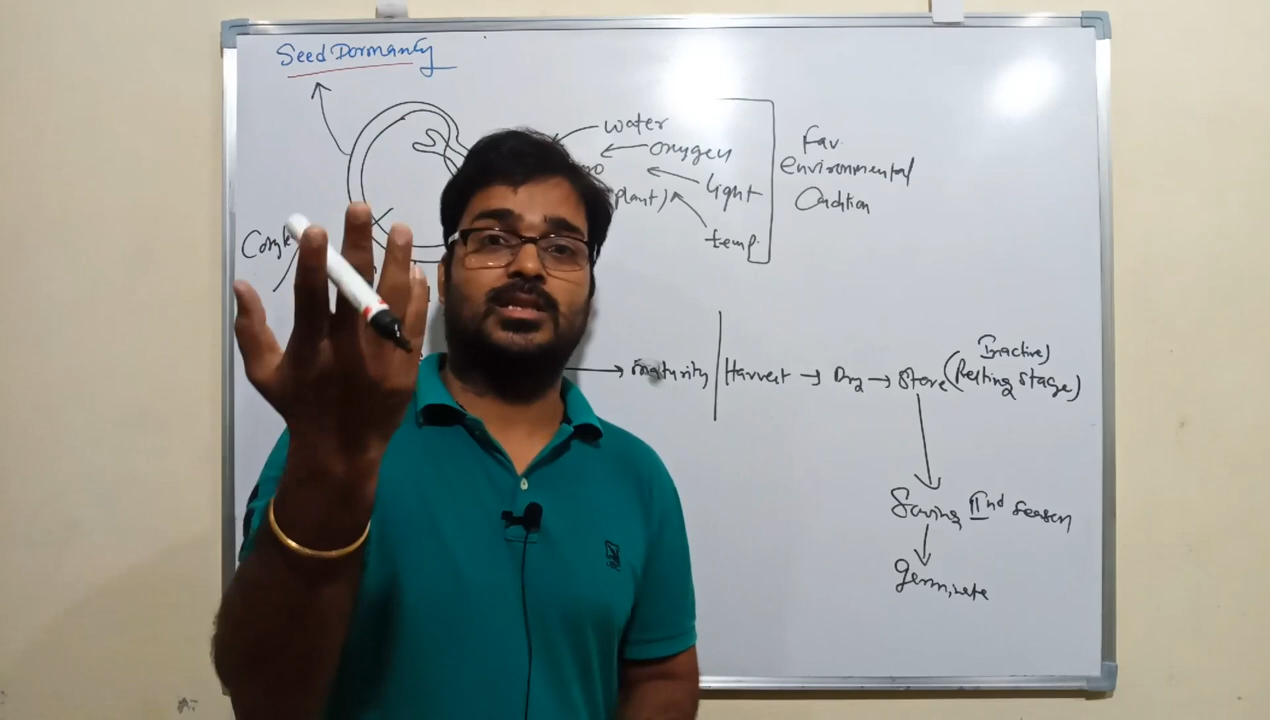 Seed Dormancy
water
oxygen
light
plant)
temp.
Fav.
environmental
Condition
maturity Harvest → Dry → Store (Resting Stage)
(Inactive)
Sowing IInd Season
germinate